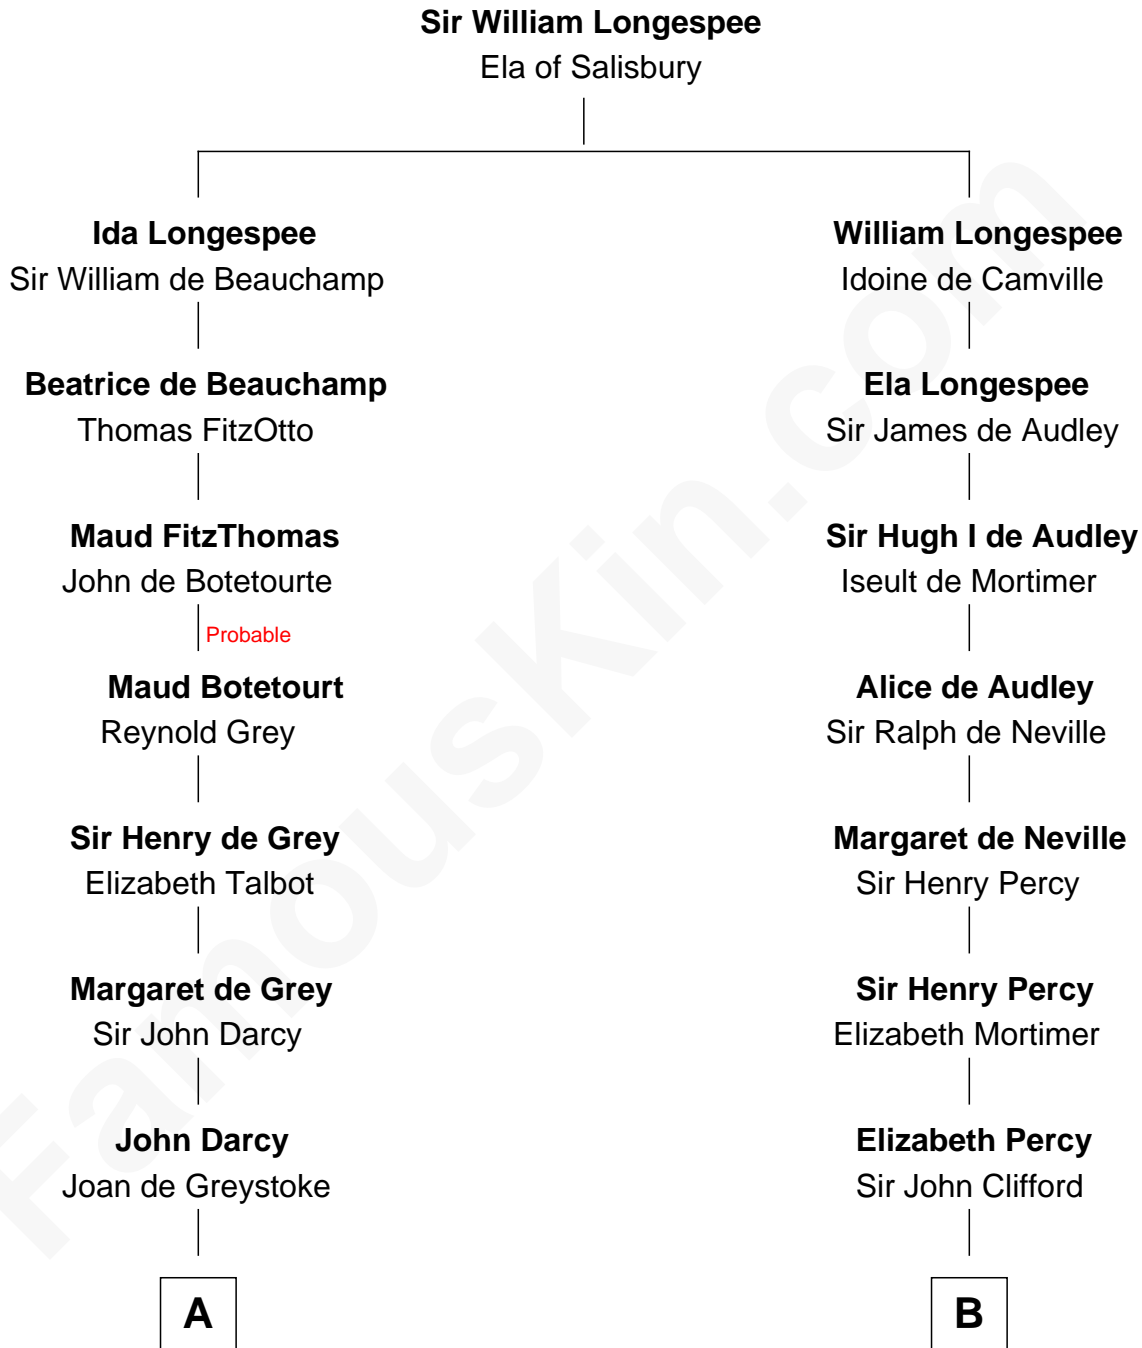 Sir William Longespee
Ela of Salisbury
Ida Longespee
Sir William de Beauchamp
William Longespee
Idoine de Camville
Beatrice de Beauchamp
Thomas FitzOtto
Ela Longespee
Sir James de Audley
Maud FitzThomas
John de Botetourte
Sir Hugh I de Audley
Iseult de Mortimer
Probable
Maud Botetourt
Reynold Grey
Alice de Audley
Sir Ralph de Neville
Sir Henry de Grey
Elizabeth Talbot
Margaret de Neville
Sir Henry Percy
Margaret de Grey
Sir John Darcy
Sir Henry Percy
Elizabeth Mortimer
John Darcy
Joan de Greystoke
Elizabeth Percy
Sir John Clifford
A
B
FamousKin.com